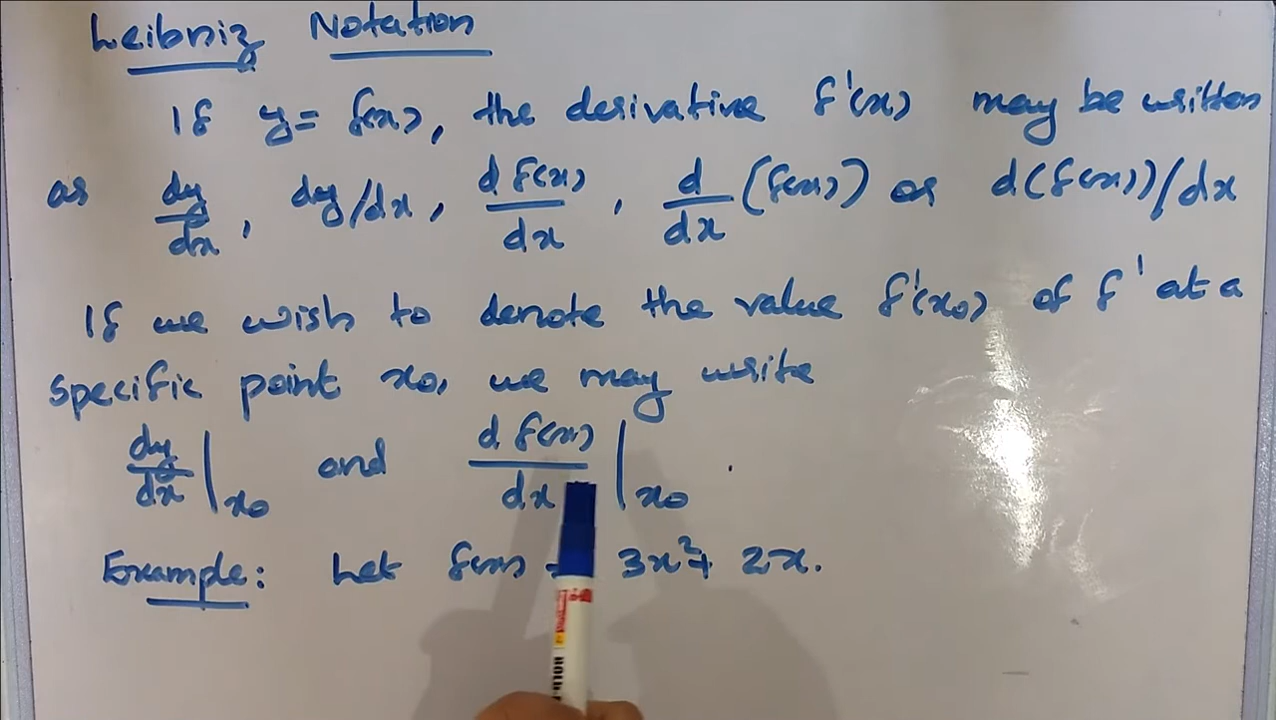 Leibniz Notation
If y = f(x), the derivative f'(x) may be written
as dy/dx, dy/dx, d f(x)/dx, d/dx (f(x)) or d(f(x))/dx
If we wish to denote the value f'(x₀) of f' at a
specific point x₀, we may write
dy/dx |x₀ and d f(x)/dx |x₀
Example: Let f(x) = 3x² + 2x.